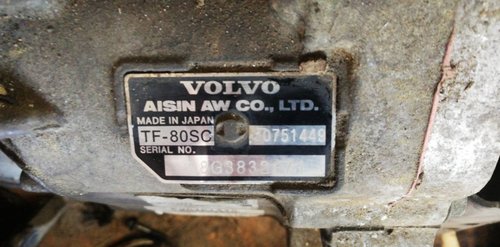 VOLVO
AISIN AW CO., LTD.
MADE IN JAPAN
TF-80SC
SERIAL NO.